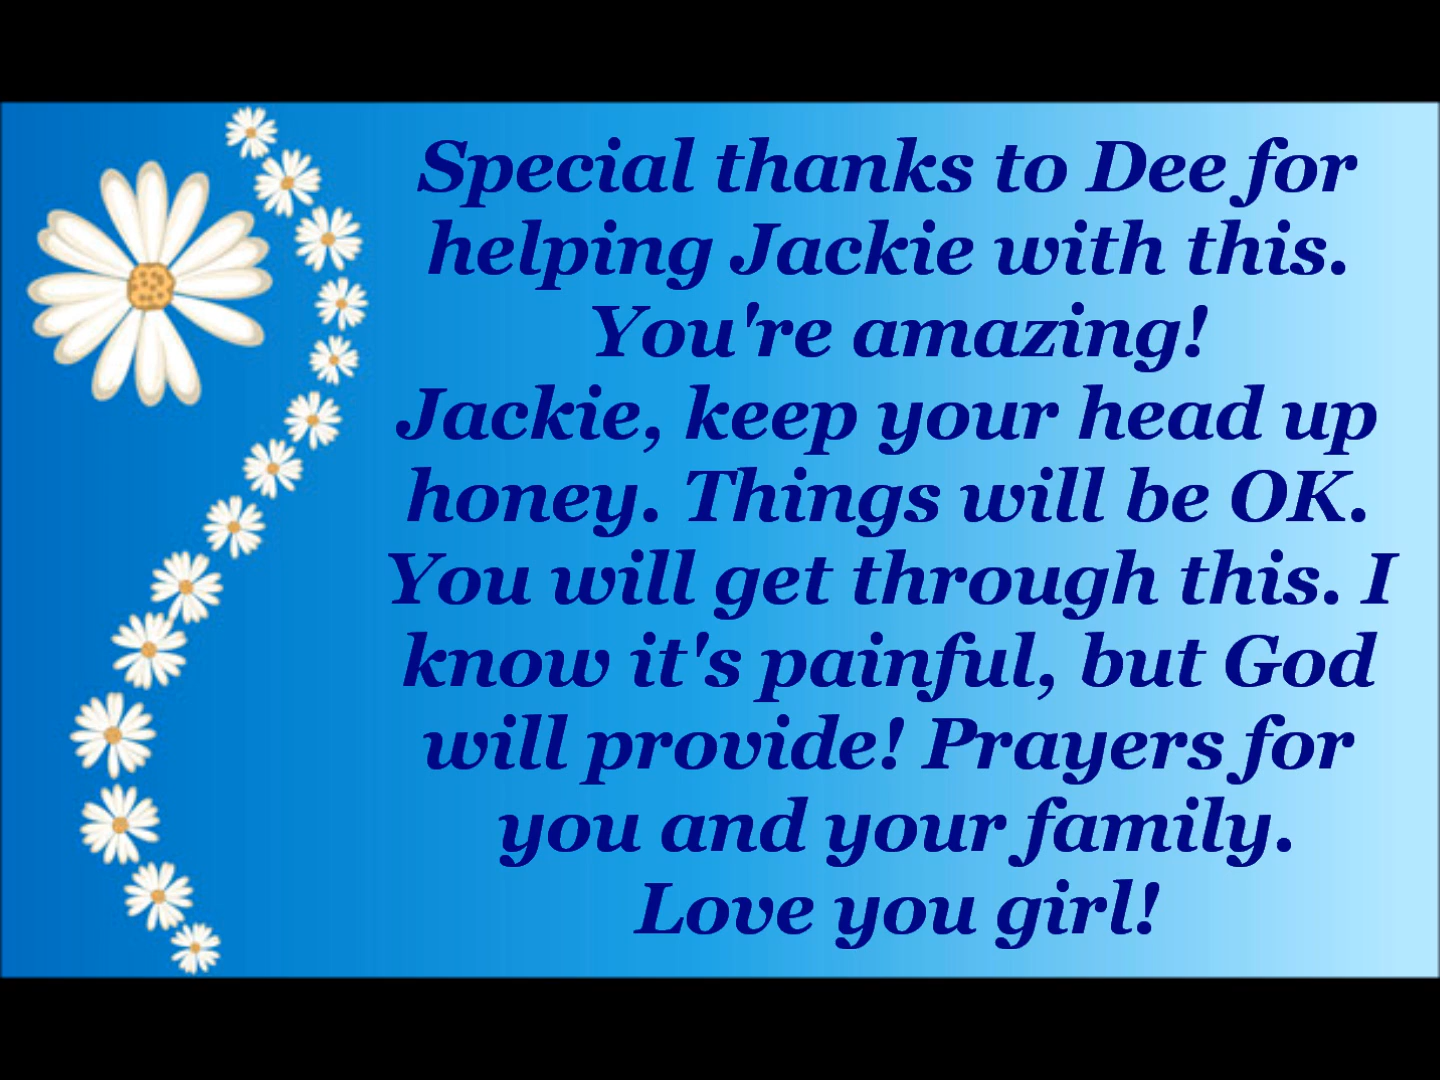 Special thanks to Dee for
helping Jackie with this.
You're amazing!
Jackie, keep your head up
honey. Things will be OK.
You will get through this. I
know it's painful, but God
will provide! Prayers for
you and your family.
Love you girl!